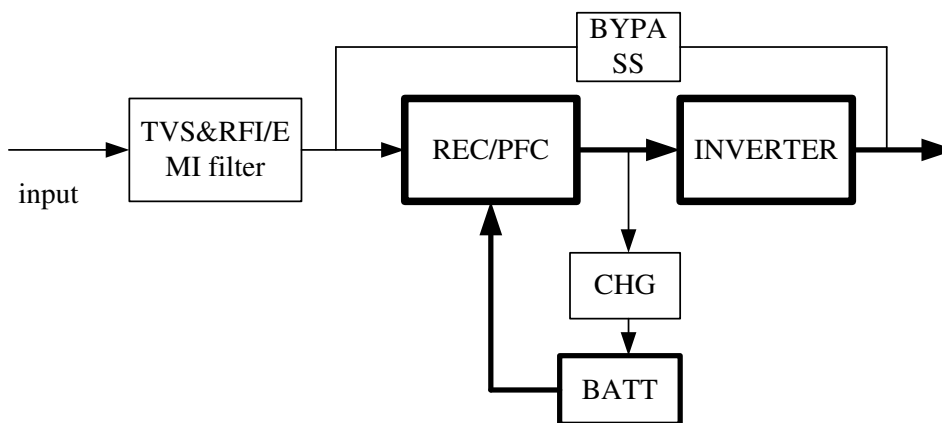 BYPA
SS
TVS&RFI/E
MI filter
REC/PFC
INVERTER
input
CHG
BATT